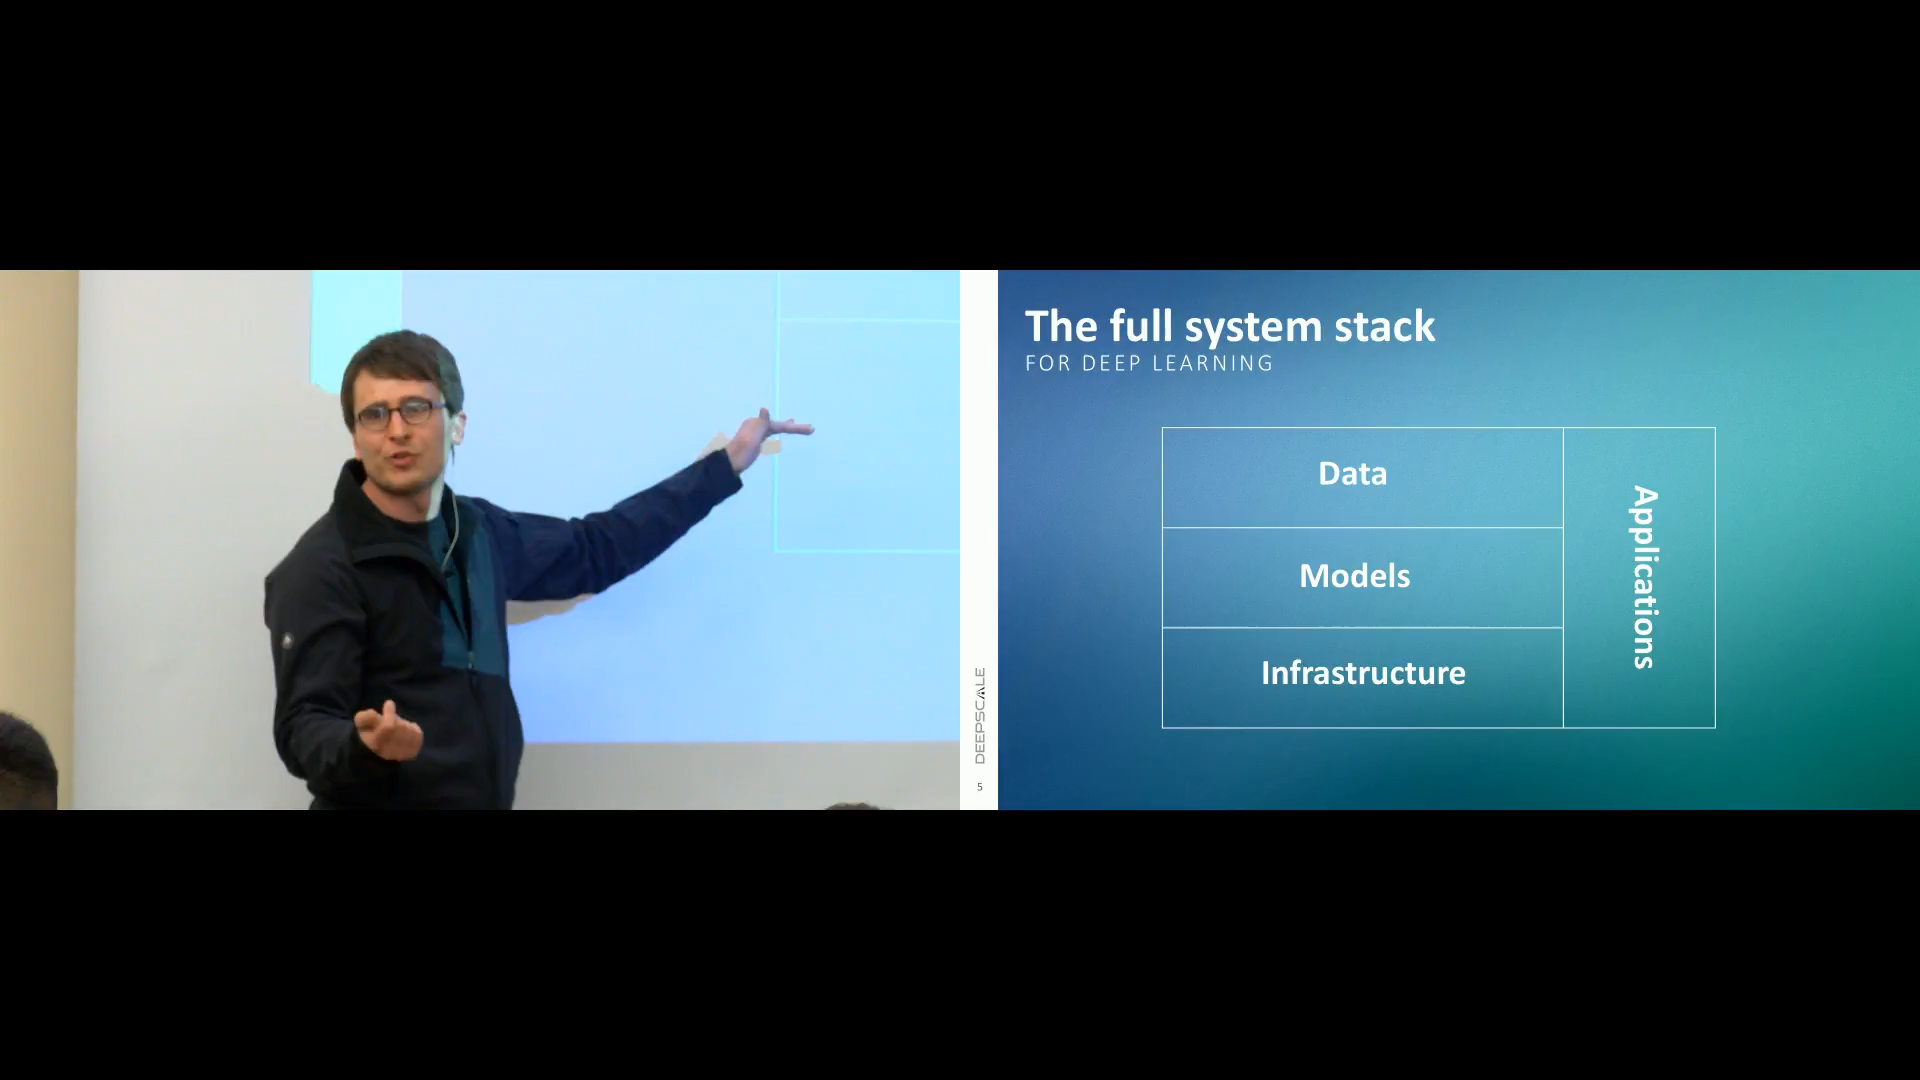 The full system stack
FOR DEEP LEARNING
Data
Models
Infrastructure
Applications
DEEPSCALE
5